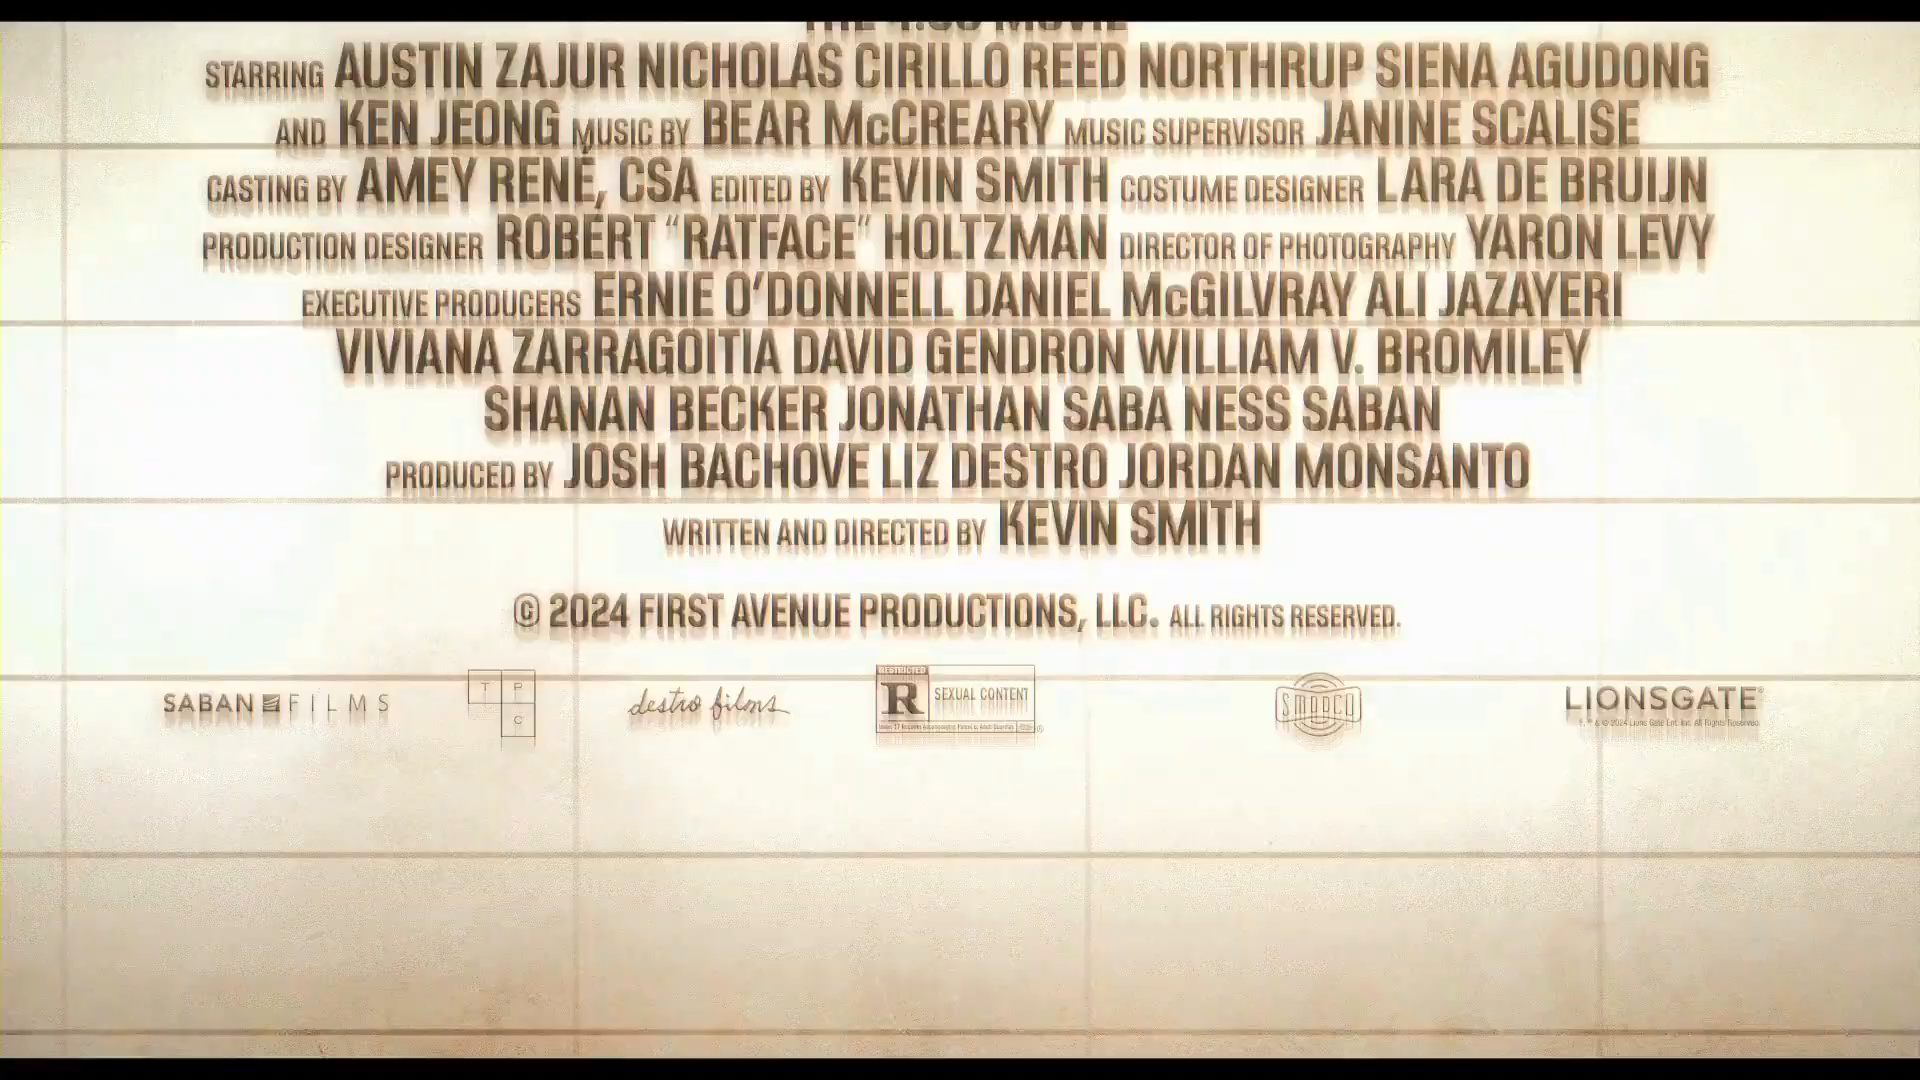 THE 4:30 MOVIE
STARRING AUSTIN ZAJUR NICHOLAS CIRILLO REED NORTHRUP SIENA AGUDONG
AND KEN JEONG MUSIC BY BEAR McCREARY MUSIC SUPERVISOR JANINE SCALISE
CASTING BY AMEY RENÉ, CSA EDITED BY KEVIN SMITH COSTUME DESIGNER LARA DE BRUIJN
PRODUCTION DESIGNER ROBERT “RATFACE” HOLTZMAN DIRECTOR OF PHOTOGRAPHY YARON LEVY
EXECUTIVE PRODUCERS ERNIE O’DONNELL DANIEL McGILVRAY ALI JAZAYERI
VIVIANA ZARRAGOITIA DAVID GENDRON WILLIAM V. BROMILEY
SHANAN BECKER JONATHAN SABA NESS SABAN
PRODUCED BY JOSH BACHOVE LIZ DESTRO JORDAN MONSANTO
WRITTEN AND DIRECTED BY KEVIN SMITH
© 2024 FIRST AVENUE PRODUCTIONS, LLC. ALL RIGHTS RESERVED.
SABAN FILMS
T P C
destro films
RESTRICTED
R SEXUAL CONTENT
SMODCO
LIONSGATE®